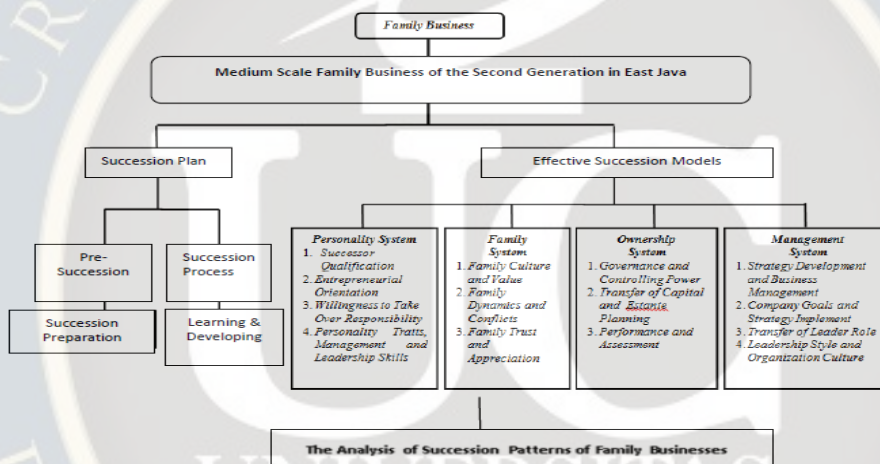 Family Business
Medium Scale Family Business of the Second Generation in East Java
Succession Plan
Effective Succession Models
Pre-
Succession
Succession
Process
Succession
Preparation
Learning &
Developing
Personality System
1. Successor
Qualification
2. Entrepreneurial
Orientation
3. Willingness to Take
Over Responsibility
4. Personality Traits,
Management and
Leadership Skills
Family
System
1. Family Culture
and Value
2. Family
Dynamics and
Conflicts
3. Family Trust
and
Appreciation
Ownership
System
1. Governance and
Controlling Power
2. Transfer of Capital
and Estante
Planning
3. Performance and
Assessment
Management
System
1. Strategy Development
and Business
Management
2. Company Goals and
Strategy Implement
3. Transfer of Leader Role
4. Leadership Style and
Organization Culture
The Analysis of Succession Patterns of Family Businesses
UC